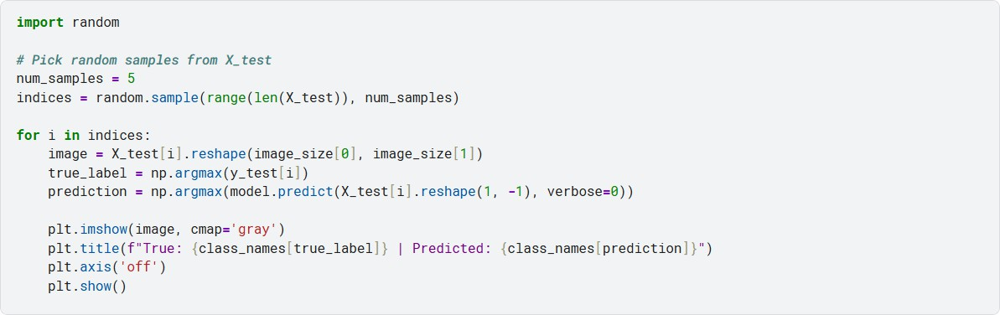 import random

# Pick random samples from X_test
num_samples = 5
indices = random.sample(range(len(X_test)), num_samples)

for i in indices:
    image = X_test[i].reshape(image_size[0], image_size[1])
    true_label = np.argmax(y_test[i])
    prediction = np.argmax(model.predict(X_test[i].reshape(1, -1), verbose=0))

    plt.imshow(image, cmap='gray')
    plt.title(f"True: {class_names[true_label]} | Predicted: {class_names[prediction]}")
    plt.axis('off')
    plt.show()